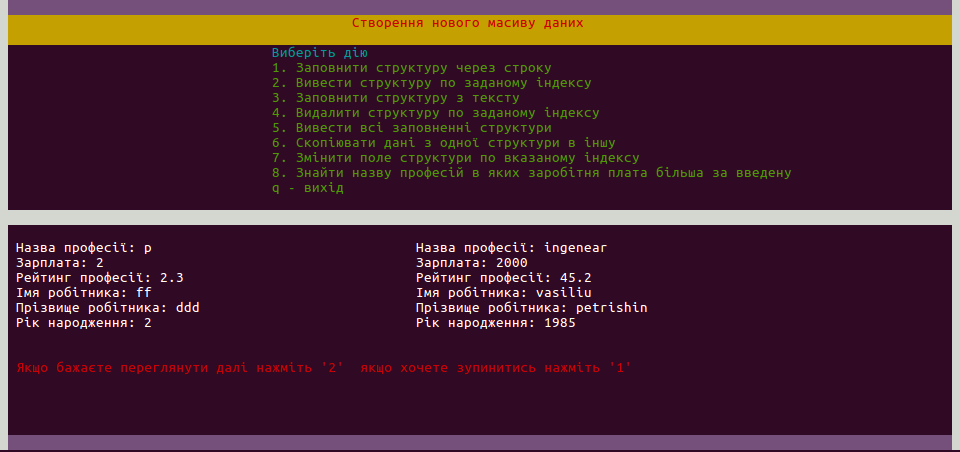 Створення нового масиву даних
Виберіть дію
1. Заповнити структуру через строку
2. Вивести структуру по заданому індексу
3. Заповнити структуру з тексту
4. Видалити структуру по заданому індексу
5. Вивести всі заповненні структури
6. Скопіювати дані з одної структури в іншу
7. Змінити поле структури по вказаному індексу
8. Знайти назву професій в яких заробітня плата більша за введену
q - вихід
Назва професії: p
Зарплата: 2
Рейтинг професії: 2.3
Імя робітника: ff
Прізвище робітника: ddd
Рік народження: 2
Назва професії: ingenear
Зарплата: 2000
Рейтинг професії: 45.2
Імя робітника: vasiliu
Прізвище робітника: petrishin
Рік народження: 1985
Якщо бажаєте переглянути далі нажміть '2'  якщо хочете зупинитись нажміть '1'